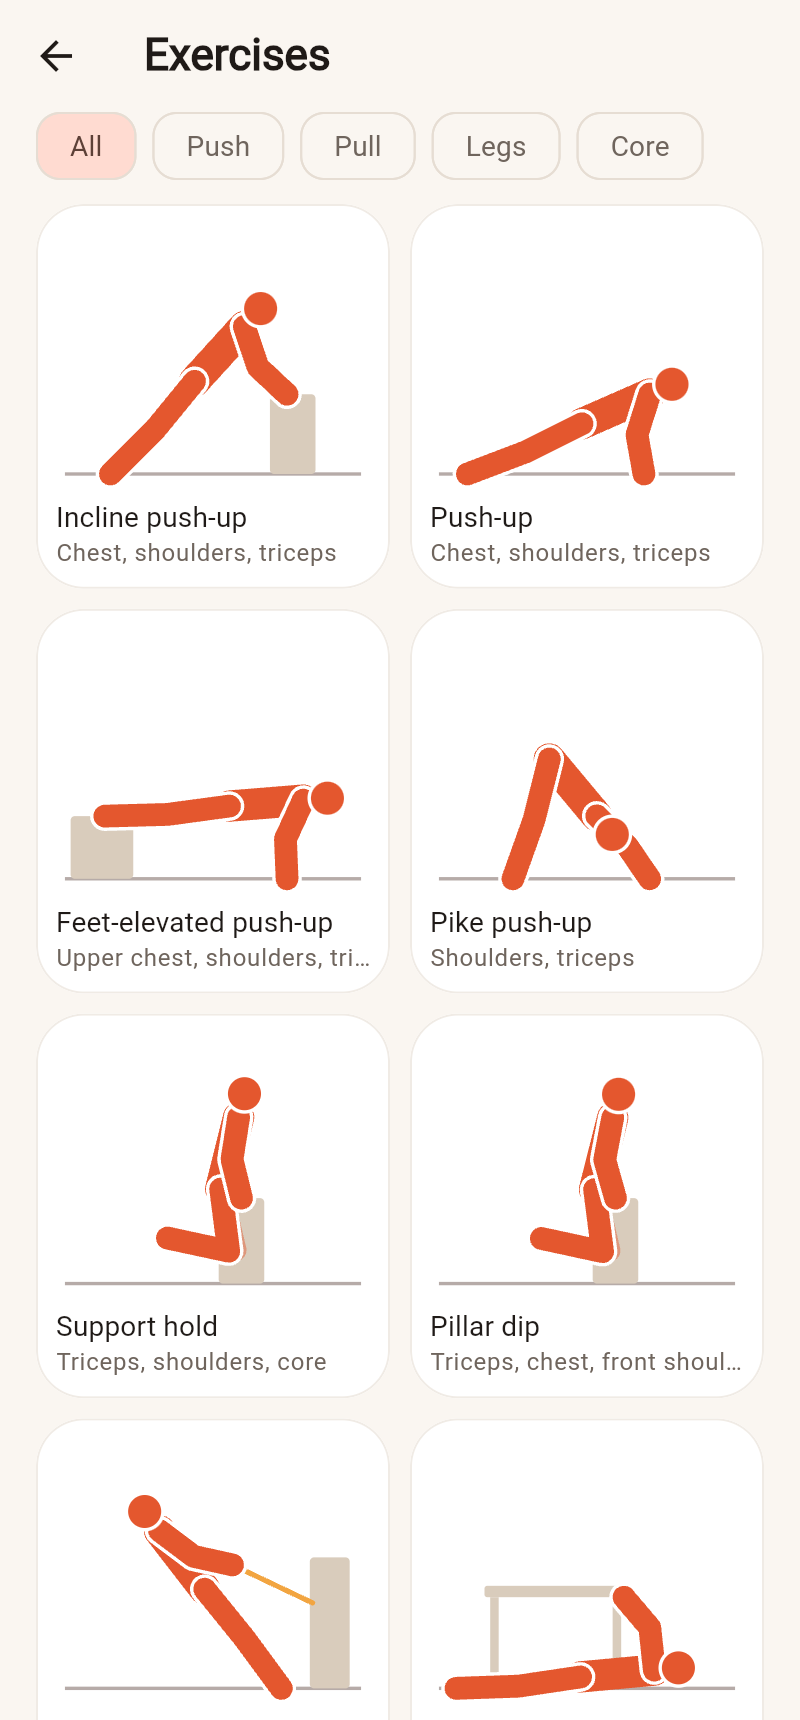 Exercises
All
Push
Pull
Legs
Core
Incline push-up
Chest, shoulders, triceps
Push-up
Chest, shoulders, triceps
Feet-elevated push-up
Upper chest, shoulders, tri…
Pike push-up
Shoulders, triceps
Support hold
Triceps, shoulders, core
Pillar dip
Triceps, chest, front shoul…